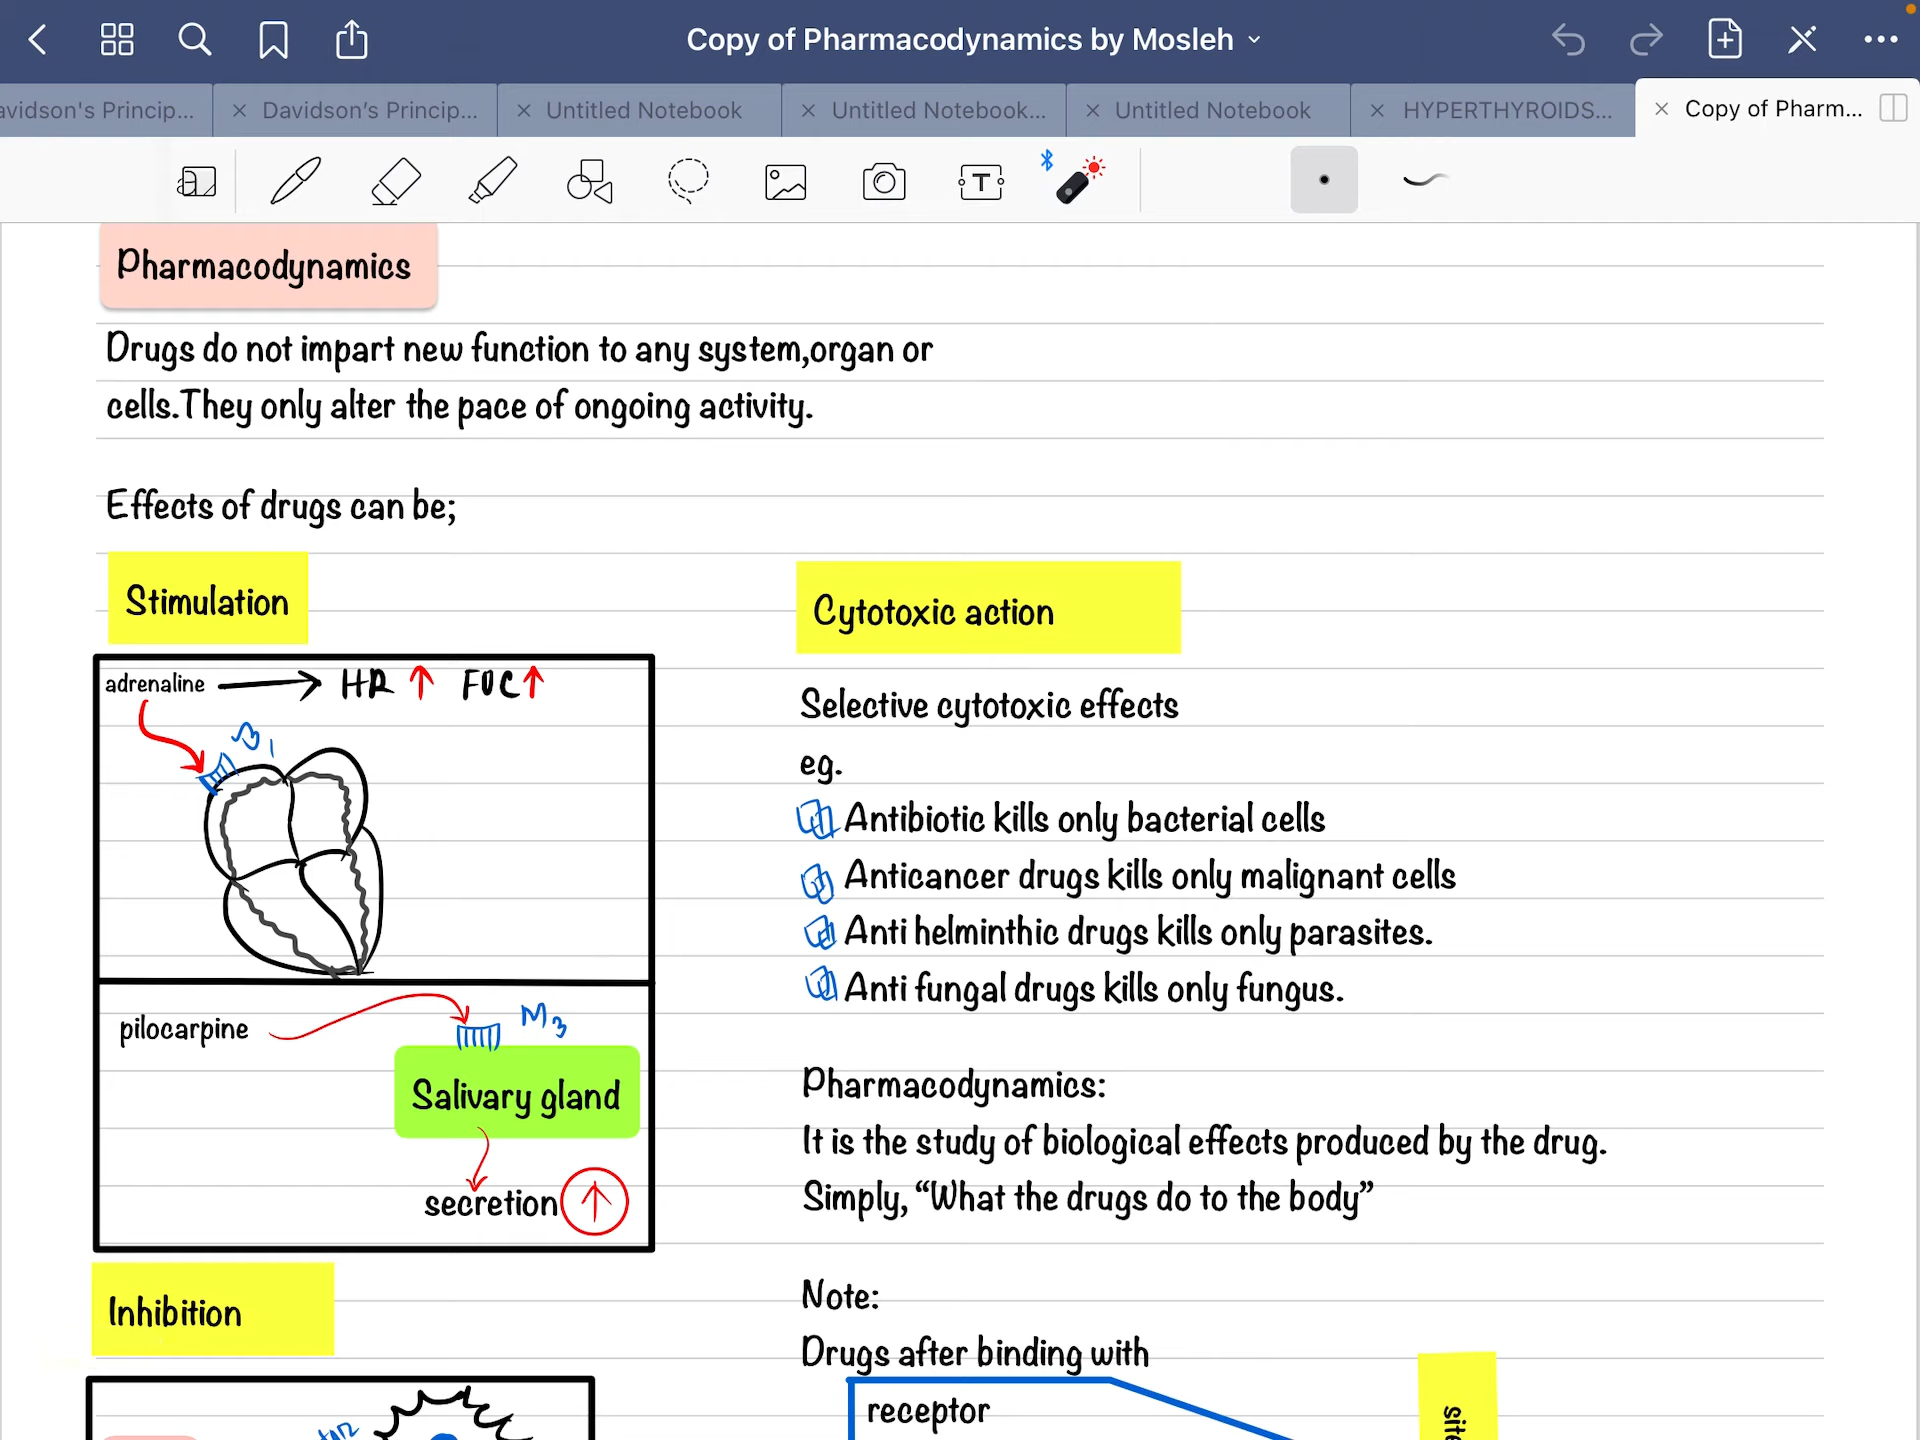 Copy of Pharmacodynamics by Mosleh
avidson's Princip...
Davidson's Princip...
Untitled Notebook
Untitled Notebook...
Untitled Notebook
HYPERTHYROIDS...
Copy of Pharm...
Pharmacodynamics
Drugs do not impart new function to any system,organ or
cells.They only alter the pace of ongoing activity.
Effects of drugs can be;
Stimulation
adrenaline → HR ↑ FOC ↑
β1
pilocarpine
M3
Salivary gland
secretion ↑
Inhibition
Cytotoxic action
Selective cytotoxic effects
eg.
Antibiotic kills only bacterial cells
Anticancer drugs kills only malignant cells
Anti helminthic drugs kills only parasites.
Anti fungal drugs kills only fungus.
Pharmacodynamics:
It is the study of biological effects produced by the drug.
Simply, “What the drugs do to the body”
Note:
Drugs after binding with
receptor